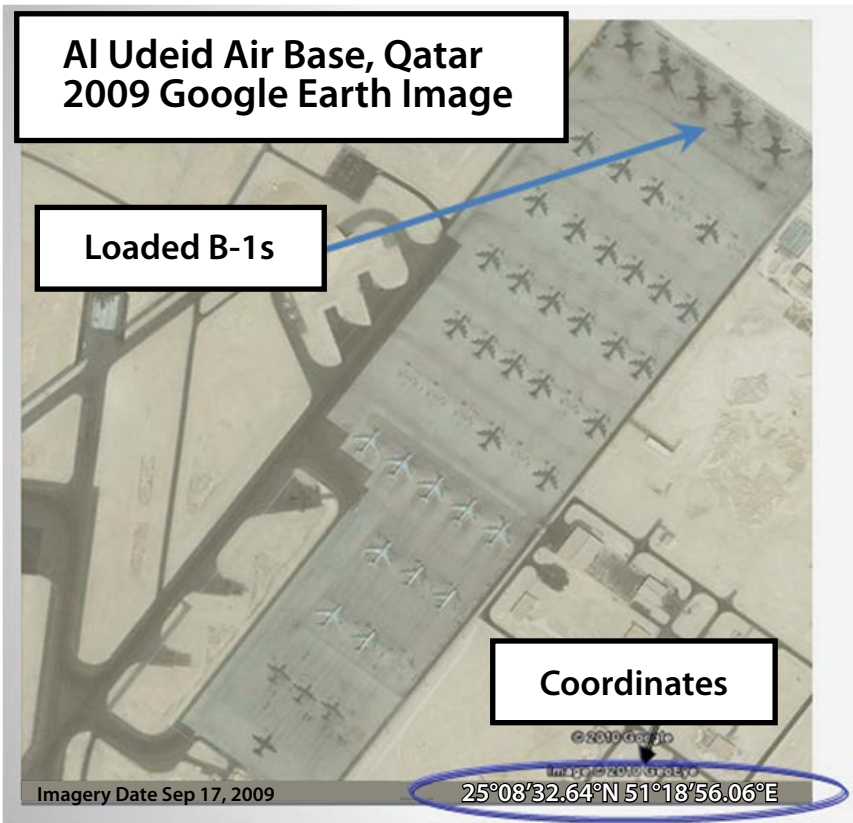 Al Udeid Air Base, Qatar
2009 Google Earth Image
Loaded B-1s
Coordinates
© 2010 Google
Image © 2010 GeoEye
Imagery Date Sep 17, 2009
25°08’32.64”N 51°18’56.06”E